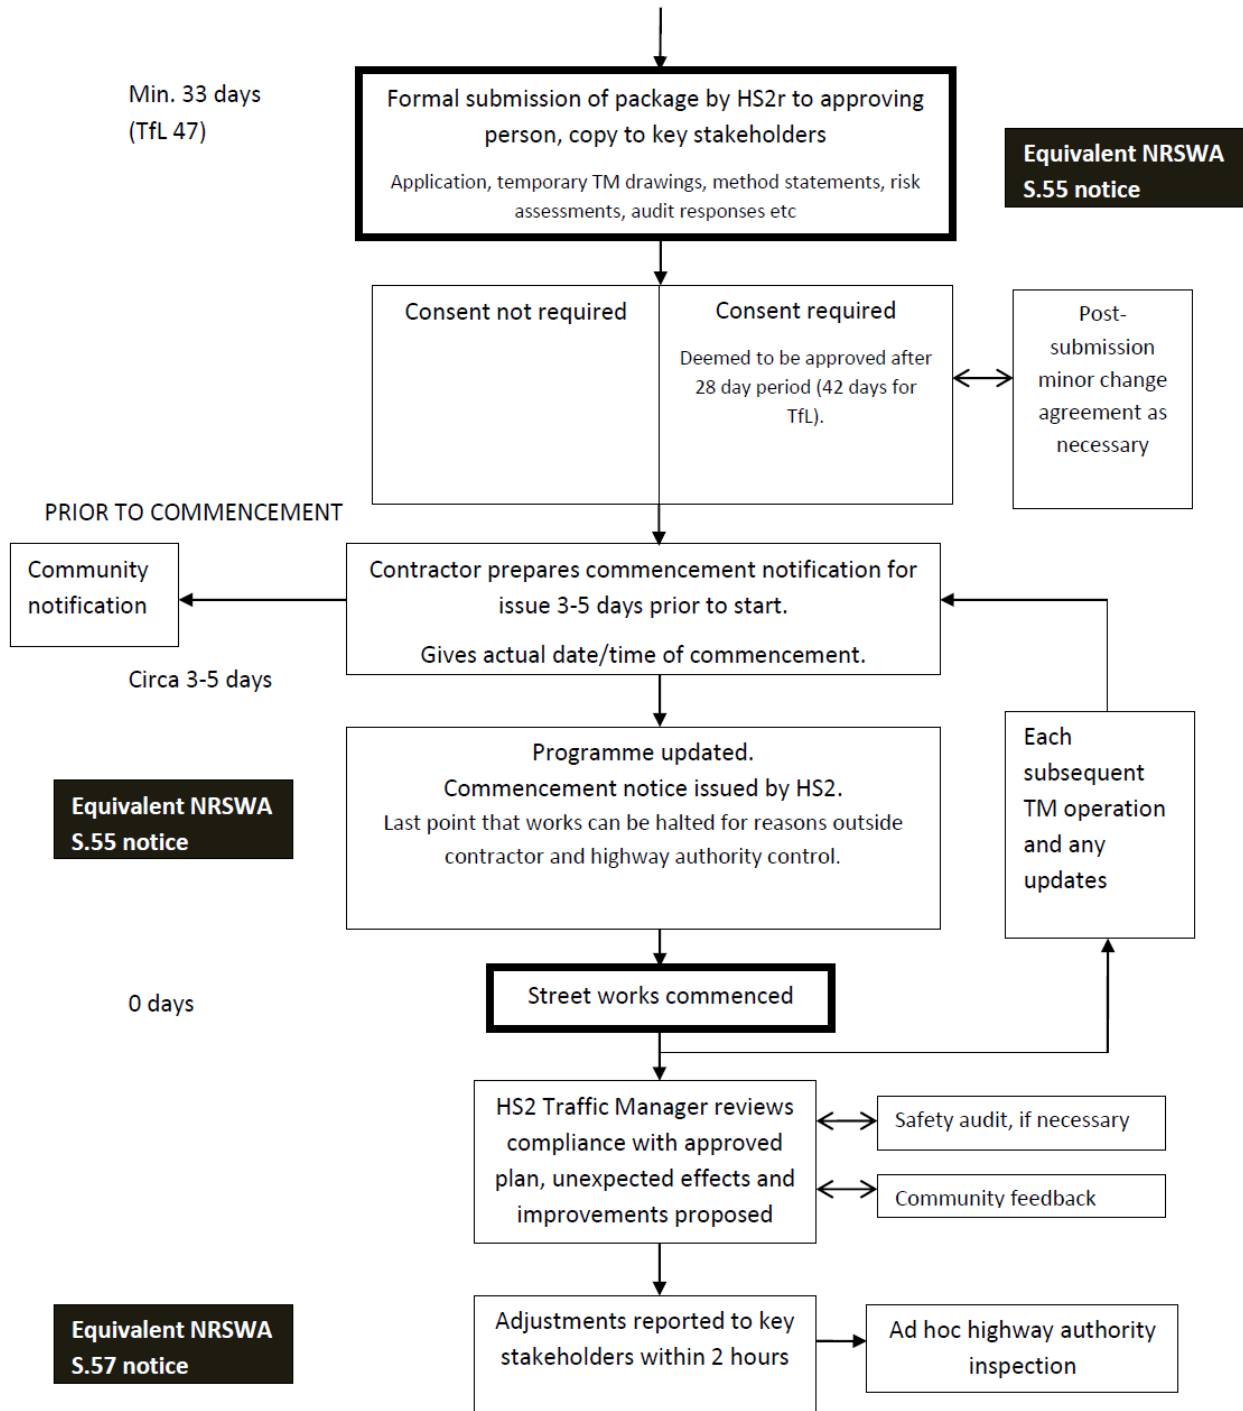 Min. 33 days
(TfL 47)
Formal submission of package by HS2r to approving
person, copy to key stakeholders
Application, temporary TM drawings, method statements, risk
assessments, audit responses etc
Equivalent NRSWA
S.55 notice
Consent not required
Consent required
Deemed to be approved after
28 day period (42 days for
TfL).
Post-
submission
minor change
agreement as
necessary
PRIOR TO COMMENCEMENT
Community
notification
Contractor prepares commencement notification for
issue 3-5 days prior to start.
Gives actual date/time of commencement.
Circa 3-5 days
Programme updated.
Commencement notice issued by HS2.
Last point that works can be halted for reasons outside
contractor and highway authority control.
Each
subsequent
TM operation
and any
updates
Equivalent NRSWA
S.55 notice
0 days
Street works commenced
HS2 Traffic Manager reviews
compliance with approved
plan, unexpected effects and
improvements proposed
Safety audit, if necessary
Community feedback
Equivalent NRSWA
S.57 notice
Adjustments reported to key
stakeholders within 2 hours
Ad hoc highway authority
inspection